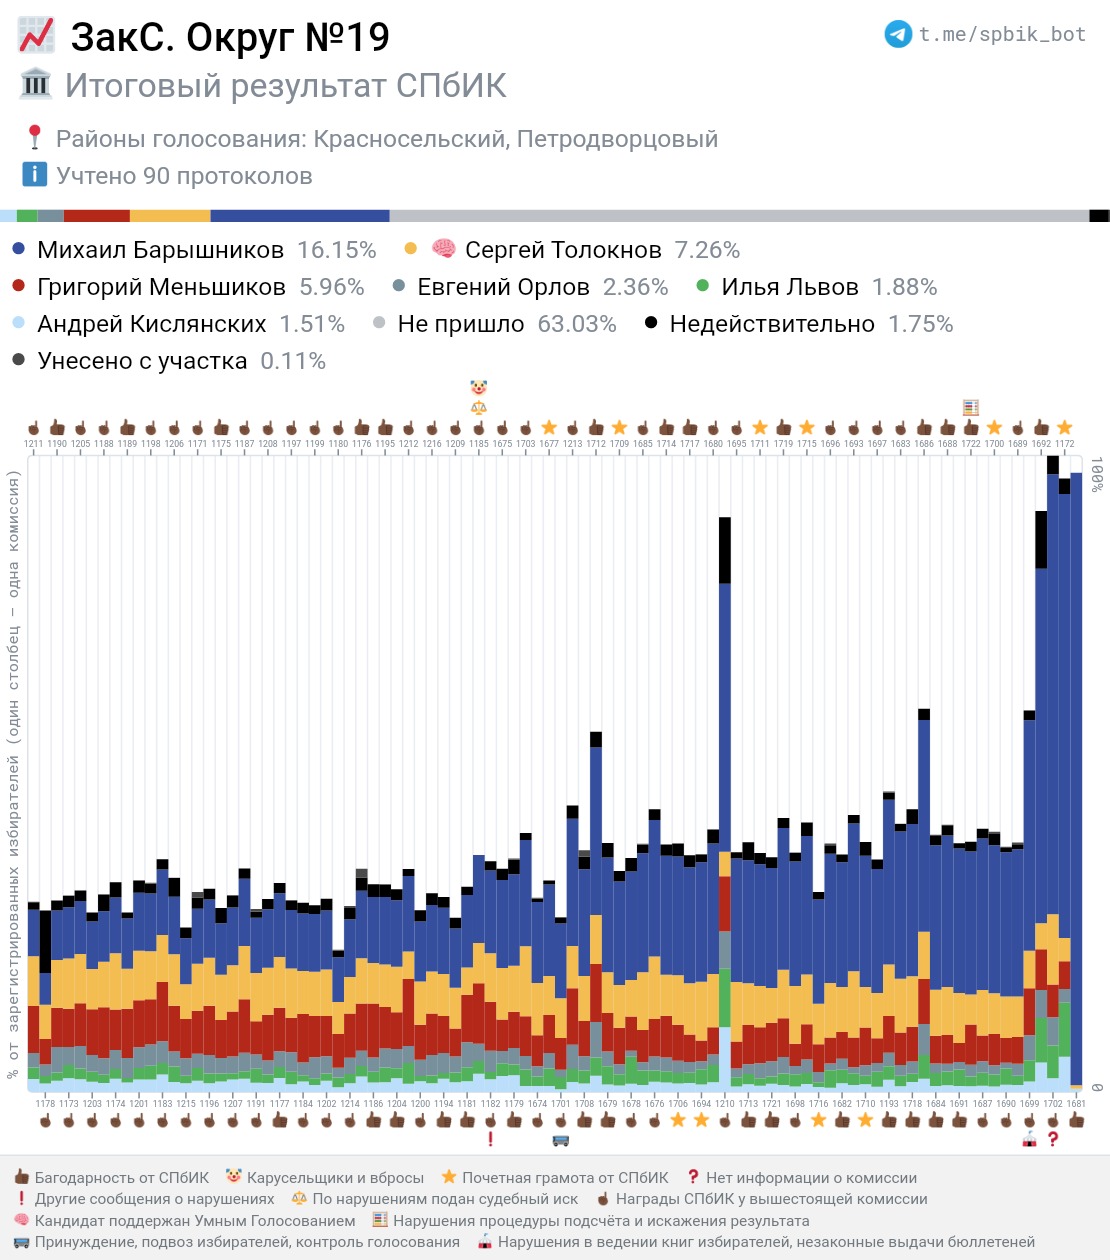 ЗакС. Округ №19
t.me/spbik_bot
Итоговый результат СПбИК
Районы голосования: Красносельский, Петродворцовый
Учтено 90 протоколов
Михаил Барышников 16.15% Сергей Толокнов 7.26%
Григорий Меньшиков 5.96% Евгений Орлов 2.36% Илья Львов 1.88%
Андрей Кислянских 1.51% Не пришло 63.03% Недействительно 1.75%
Унесено с участка 0.11%
1211 1190 1205 1188 1189 1198 1206 1171 1175 1187 1208 1197 1199 1180 1176 1195 1212 1216 1209 1185 1675 1703 1677 1213 1712 1709 1685 1714 1717 1680 1695 1711 1719 1715 1696 1693 1697 1683 1686 1688 1722 1700 1689 1692 1172
% от зарегистрированных избирателей (один столбец – одна комиссия)
100%
0
1178 1173 1203 1174 1201 1183 1215 1196 1207 1191 1177 1184 1202 1214 1186 1204 1200 1194 1181 1182 1179 1674 1701 1708 1679 1678 1676 1706 1694 1210 1713 1721 1698 1716 1682 1710 1193 1718 1684 1691 1687 1690 1699 1702 1681
Багодарность от СПбИК Карусельщики и вбросы Почетная грамота от СПбИК Нет информации о комиссии
Другие сообщения о нарушениях По нарушениям подан судебный иск Награды СПбИК у вышестоящей комиссии
Кандидат поддержан Умным Голосованием Нарушения процедуры подсчёта и искажения результата
Принуждение, подвоз избирателей, контроль голосования Нарушения в ведении книг избирателей, незаконные выдачи бюллетеней